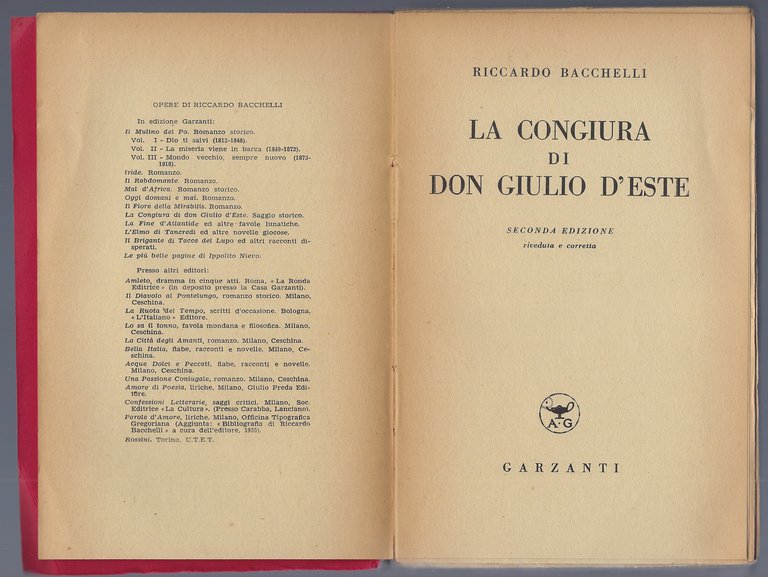 OPERE DI RICCARDO BACCHELLI
In edizione Garzanti:
Il Mulino del Po. Romanzo storico.
Vol. I - Dio ti salvi (1812-1848).
Vol. II - La miseria viene in barca (1849-1872).
Vol. III - Mondo vecchio, sempre nuovo (1873-
1918).
Iride. Romanzo.
Il Rabdomante. Romanzo.
Mal d'Africa. Romanzo storico.
Oggi domani e mai. Romanzo.
Il Fiore della Mirabilis. Romanzo.
La Congiura di don Giulio d'Este. Saggio storico.
La Fine d'Atlantide ed altre favole lunatiche.
L'Elmo di Tancredi ed altre novelle giocose.
Il Brigante di Tacca del Lupo ed altri racconti di-
sperati.
Le più belle pagine di Ippolito Nievo.
Presso altri editori:
Amleto, dramma in cinque atti. Roma, « La Ronda
Editrice » (in deposito presso la Casa Garzanti).
Il Diavolo al Pontelungo, romanzo storico. Milano,
Ceschina.
La Ruota del Tempo, scritti d'occasione. Bologna,
« L'Italiano » Editore.
Lo sa il tonno, favola mondana e filosofica. Milano,
Ceschina.
La Città degli Amanti, romanzo. Milano, Ceschina.
Bella Italia, fiabe, racconti e novelle. Milano, Ce-
schina.
Acque Dolci e Peccati, fiabe, racconti e novelle.
Milano, Ceschina.
Una Passione Coniugale, romanzo. Milano, Ceschina.
Amore di Poesia, liriche, Milano, Giulio Preda Edi-
tore.
Confessioni Letterarie, saggi critici. Milano, Soc.
Editrice « La Cultura ». (Presso Carabba, Lanciano).
Parole d'Amore, liriche. Milano, Officina Tipografica
Gregoriana (Aggiunta: « Bibliografia di Riccardo
Bacchelli » a cura dell'editore, 1935).
Rossini. Torino, U.T.E.T.
RICCARDO BACCHELLI
LA CONGIURA
DI
DON GIULIO D'ESTE
SECONDA EDIZIONE
riveduta e corretta
A·G
GARZANTI